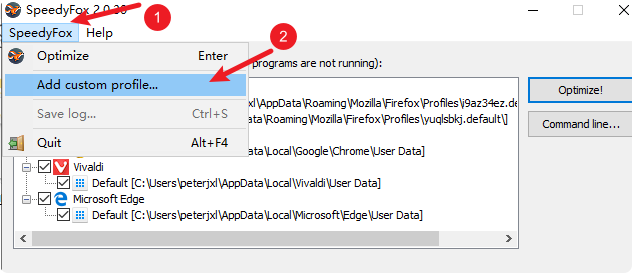 SpeedyFox 2.0.30
1
SpeedyFox Help
2
Optimize Enter
programs are not running):
Add custom profile...
Optimize!
xl\AppData\Roaming\Mozilla\Firefox\Profiles\9az34ez.de
Save log... Ctrl+S
ata\Roaming\Mozilla\Firefox\Profiles\yuqlsbkj.default\]
Command line...
Quit Alt+F4
ata\Local\Google\Chrome\User Data]
Vivaldi
Default [C:\Users\peterjxl\AppData\Local\Vivaldi\User Data]
Microsoft Edge
Default [C:\Users\peterjxl\AppData\Local\Microsoft\Edge\User Data]